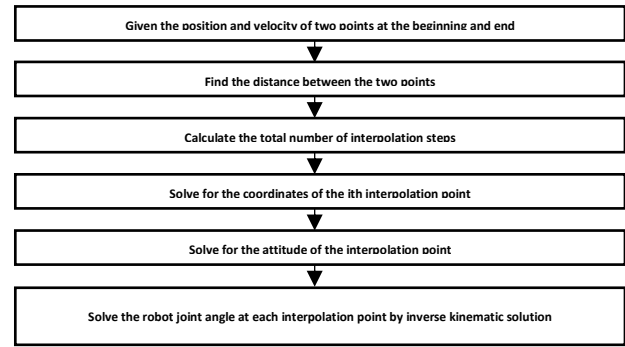 Given the position and velocity of two points at the beginning and end
Find the distance between the two points
Calculate the total number of interpolation steps
Solve for the coordinates of the ith interpolation point
Solve for the attitude of the interpolation point
Solve the robot joint angle at each interpolation point by inverse kinematic solution